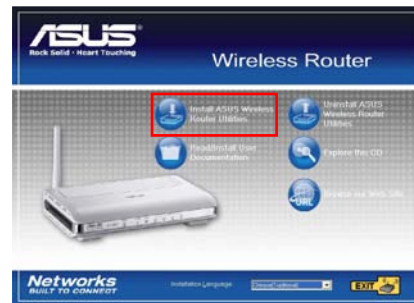 ASUS
Rock Solid · Heart Touching
Wireless Router
Install ASUS Wireless
Router Utilities
Uninstall ASUS
Wireless Router
Utilities
Read/Install User
Documentation
Explore this CD
Browse our Web Site
URL
Networks
BUILT TO CONNECT
Installation Language:
EXIT